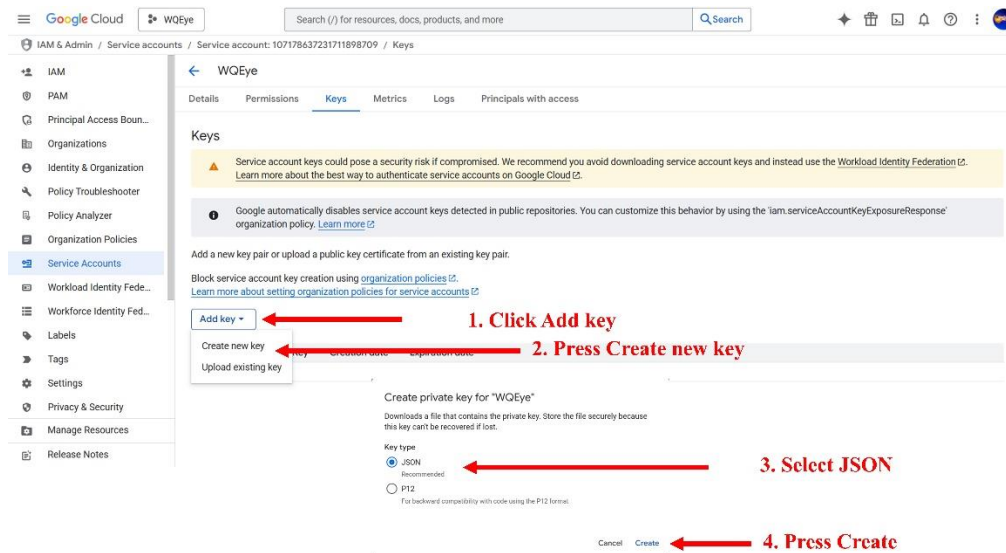 Google Cloud
WQEye
Search (/) for resources, docs, products, and more
Search
IAM & Admin / Service accounts / Service account: 107178637231711898709 / Keys
IAM
PAM
Principal Access Boun...
Organizations
Identity & Organization
Policy Troubleshooter
Policy Analyzer
Organization Policies
Service Accounts
Workload Identity Fede...
Workforce Identity Fed...
Labels
Tags
Settings
Privacy & Security
Manage Resources
Release Notes
WQEye
Details Permissions Keys Metrics Logs Principals with access
Keys
Service account keys could pose a security risk if compromised. We recommend you avoid downloading service account keys and instead use the Workload Identity Federation.
Learn more about the best way to authenticate service accounts on Google Cloud.
Google automatically disables service account keys detected in public repositories. You can customize this behavior by using the 'iam.serviceAccountKeyExposureResponse'
organization policy. Learn more
Add a new key pair or upload a public key certificate from an existing key pair.
Block service account key creation using organization policies.
Learn more about setting organization policies for service accounts
Add key
1. Click Add key
Create new key
2. Press Create new key
Upload existing key
Create private key for "WQEye"
Downloads a file that contains the private key. Store the file securely because
this key can't be recovered if lost.
Key type
JSON
Recommended
3. Select JSON
P12
For backward compatibility with code using the P12 format.
Cancel Create
4. Press Create